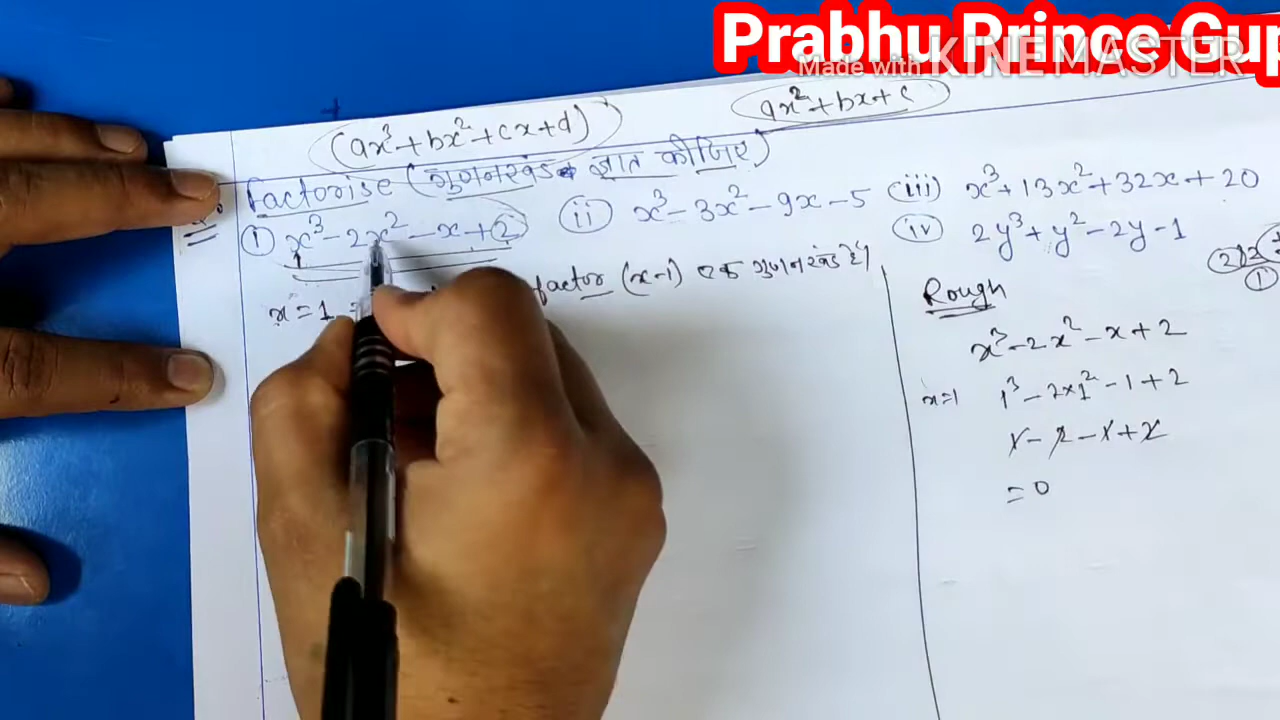 Prabhu Prince Gup
Made with KINEMASTER
(ax³+bx²+cx+d) ax²+bx+c
Factorise (गुणनखंड ज्ञात कीजिए)
(i) x³-2x²-x+2 (ii) x³-3x²-9x-5 (iii) x³+13x²+32x+20
(iv) 2y³+y²-2y-1
x=1 factor (x-1) एक गुणनखंड है।
Rough
x³-2x²-x+2
x=1 1³-2×1²-1+2
1-2-1+2
=0